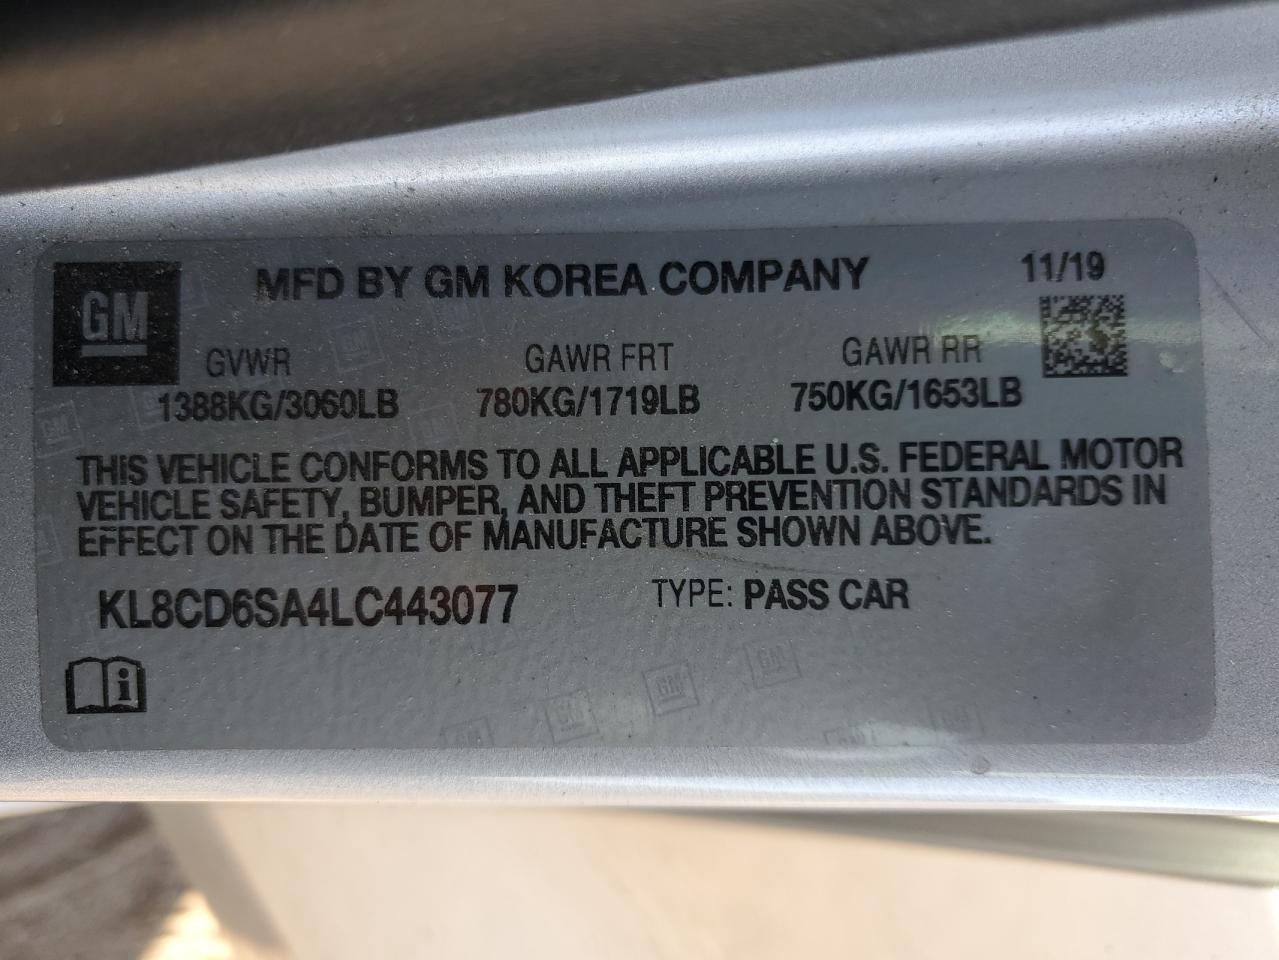 GM
MFD BY GM KOREA COMPANY
11/19
GVWR
GAWR FRT
GAWR RR
1388KG/3060LB
780KG/1719LB
750KG/1653LB
THIS VEHICLE CONFORMS TO ALL APPLICABLE U.S. FEDERAL MOTOR
VEHICLE SAFETY, BUMPER, AND THEFT PREVENTION STANDARDS IN
EFFECT ON THE DATE OF MANUFACTURE SHOWN ABOVE.
KL8CD6SA4LC443077
TYPE: PASS CAR
i